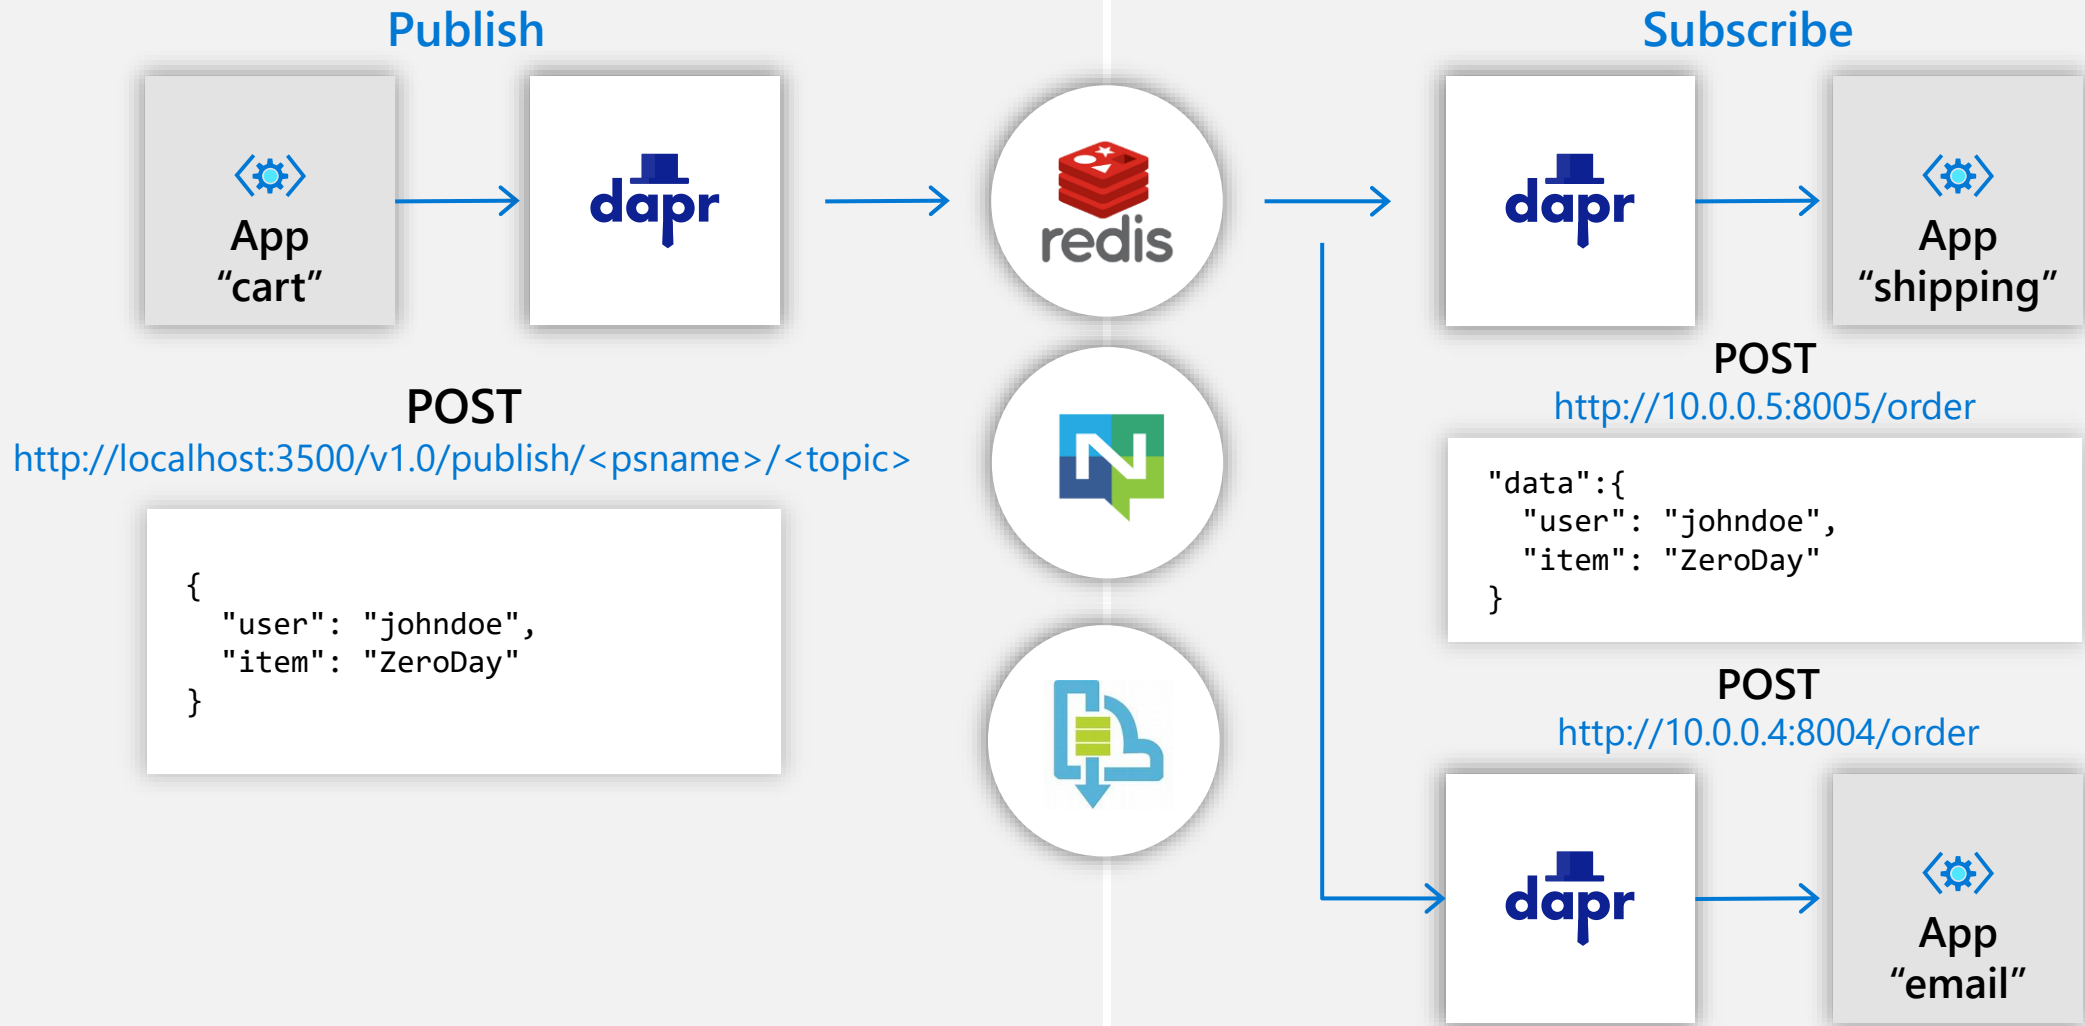 Publish
App
“cart”
dapr
POST
http://localhost:3500/v1.0/publish/<psname>/<topic>
{
  "user": "johndoe",
  "item": "ZeroDay"
}
redis
N
Subscribe
dapr
App
“shipping”
POST
http://10.0.0.5:8005/order
"data":{
  "user": "johndoe",
  "item": "ZeroDay"
}
POST
http://10.0.0.4:8004/order
dapr
App
“email”